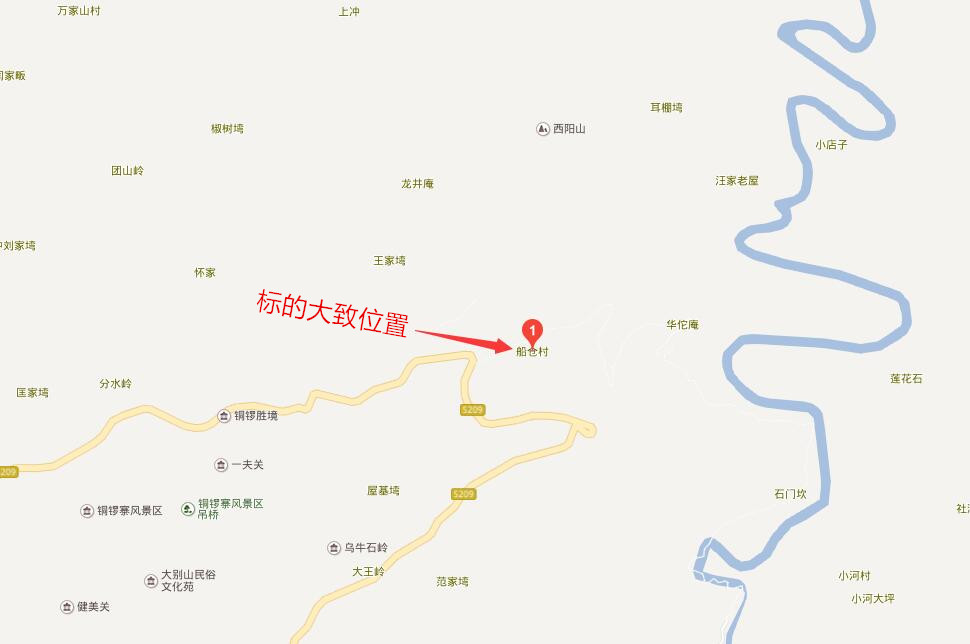 万家山村
上冲
家畈
椒树塆
西阳山
耳棚塆
小店子
团山岭
龙井庵
汪家老屋
刘家塆
怀家
王家塆
标的大致位置
1
船仓村
华佗庵
莲花石
匡家塆
分水岭
铜锣胜境
S209
一夫关
209
屋基塆
S209
石门坎
铜锣寨风景区
铜锣寨风景区
吊桥
社
乌牛石岭
大王岭
大别山民俗
文化苑
范家塆
小河村
小河大坪
健美关